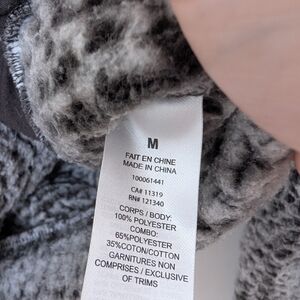 M
FAIT EN CHINE
MADE IN CHINA
100061441
CA# 11319
RN# 121340
CORPS / BODY:
100% POLYESTER
COMBO:
65%POLYESTER
35%COTON/COTTON
GARNITURES NON
COMPRISES / EXCLUSIVE
OF TRIMS